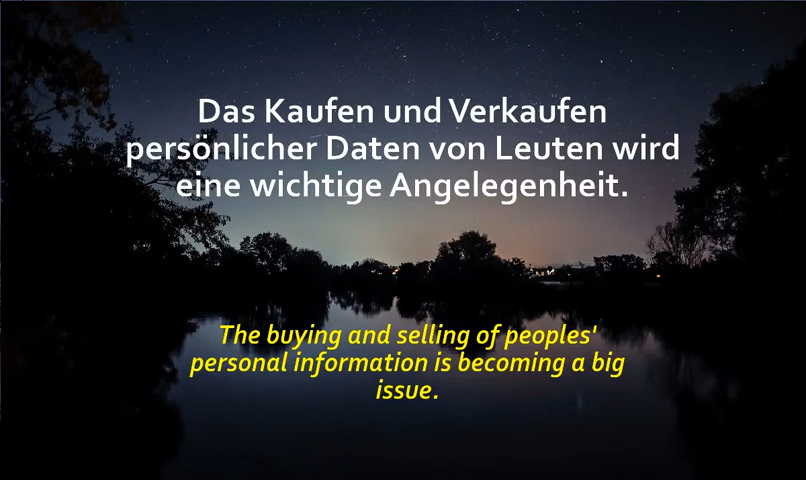 Das Kaufen und Verkaufen
persönlicher Daten von Leuten wird
eine wichtige Angelegenheit.
The buying and selling of peoples'
personal information is becoming a big
issue.